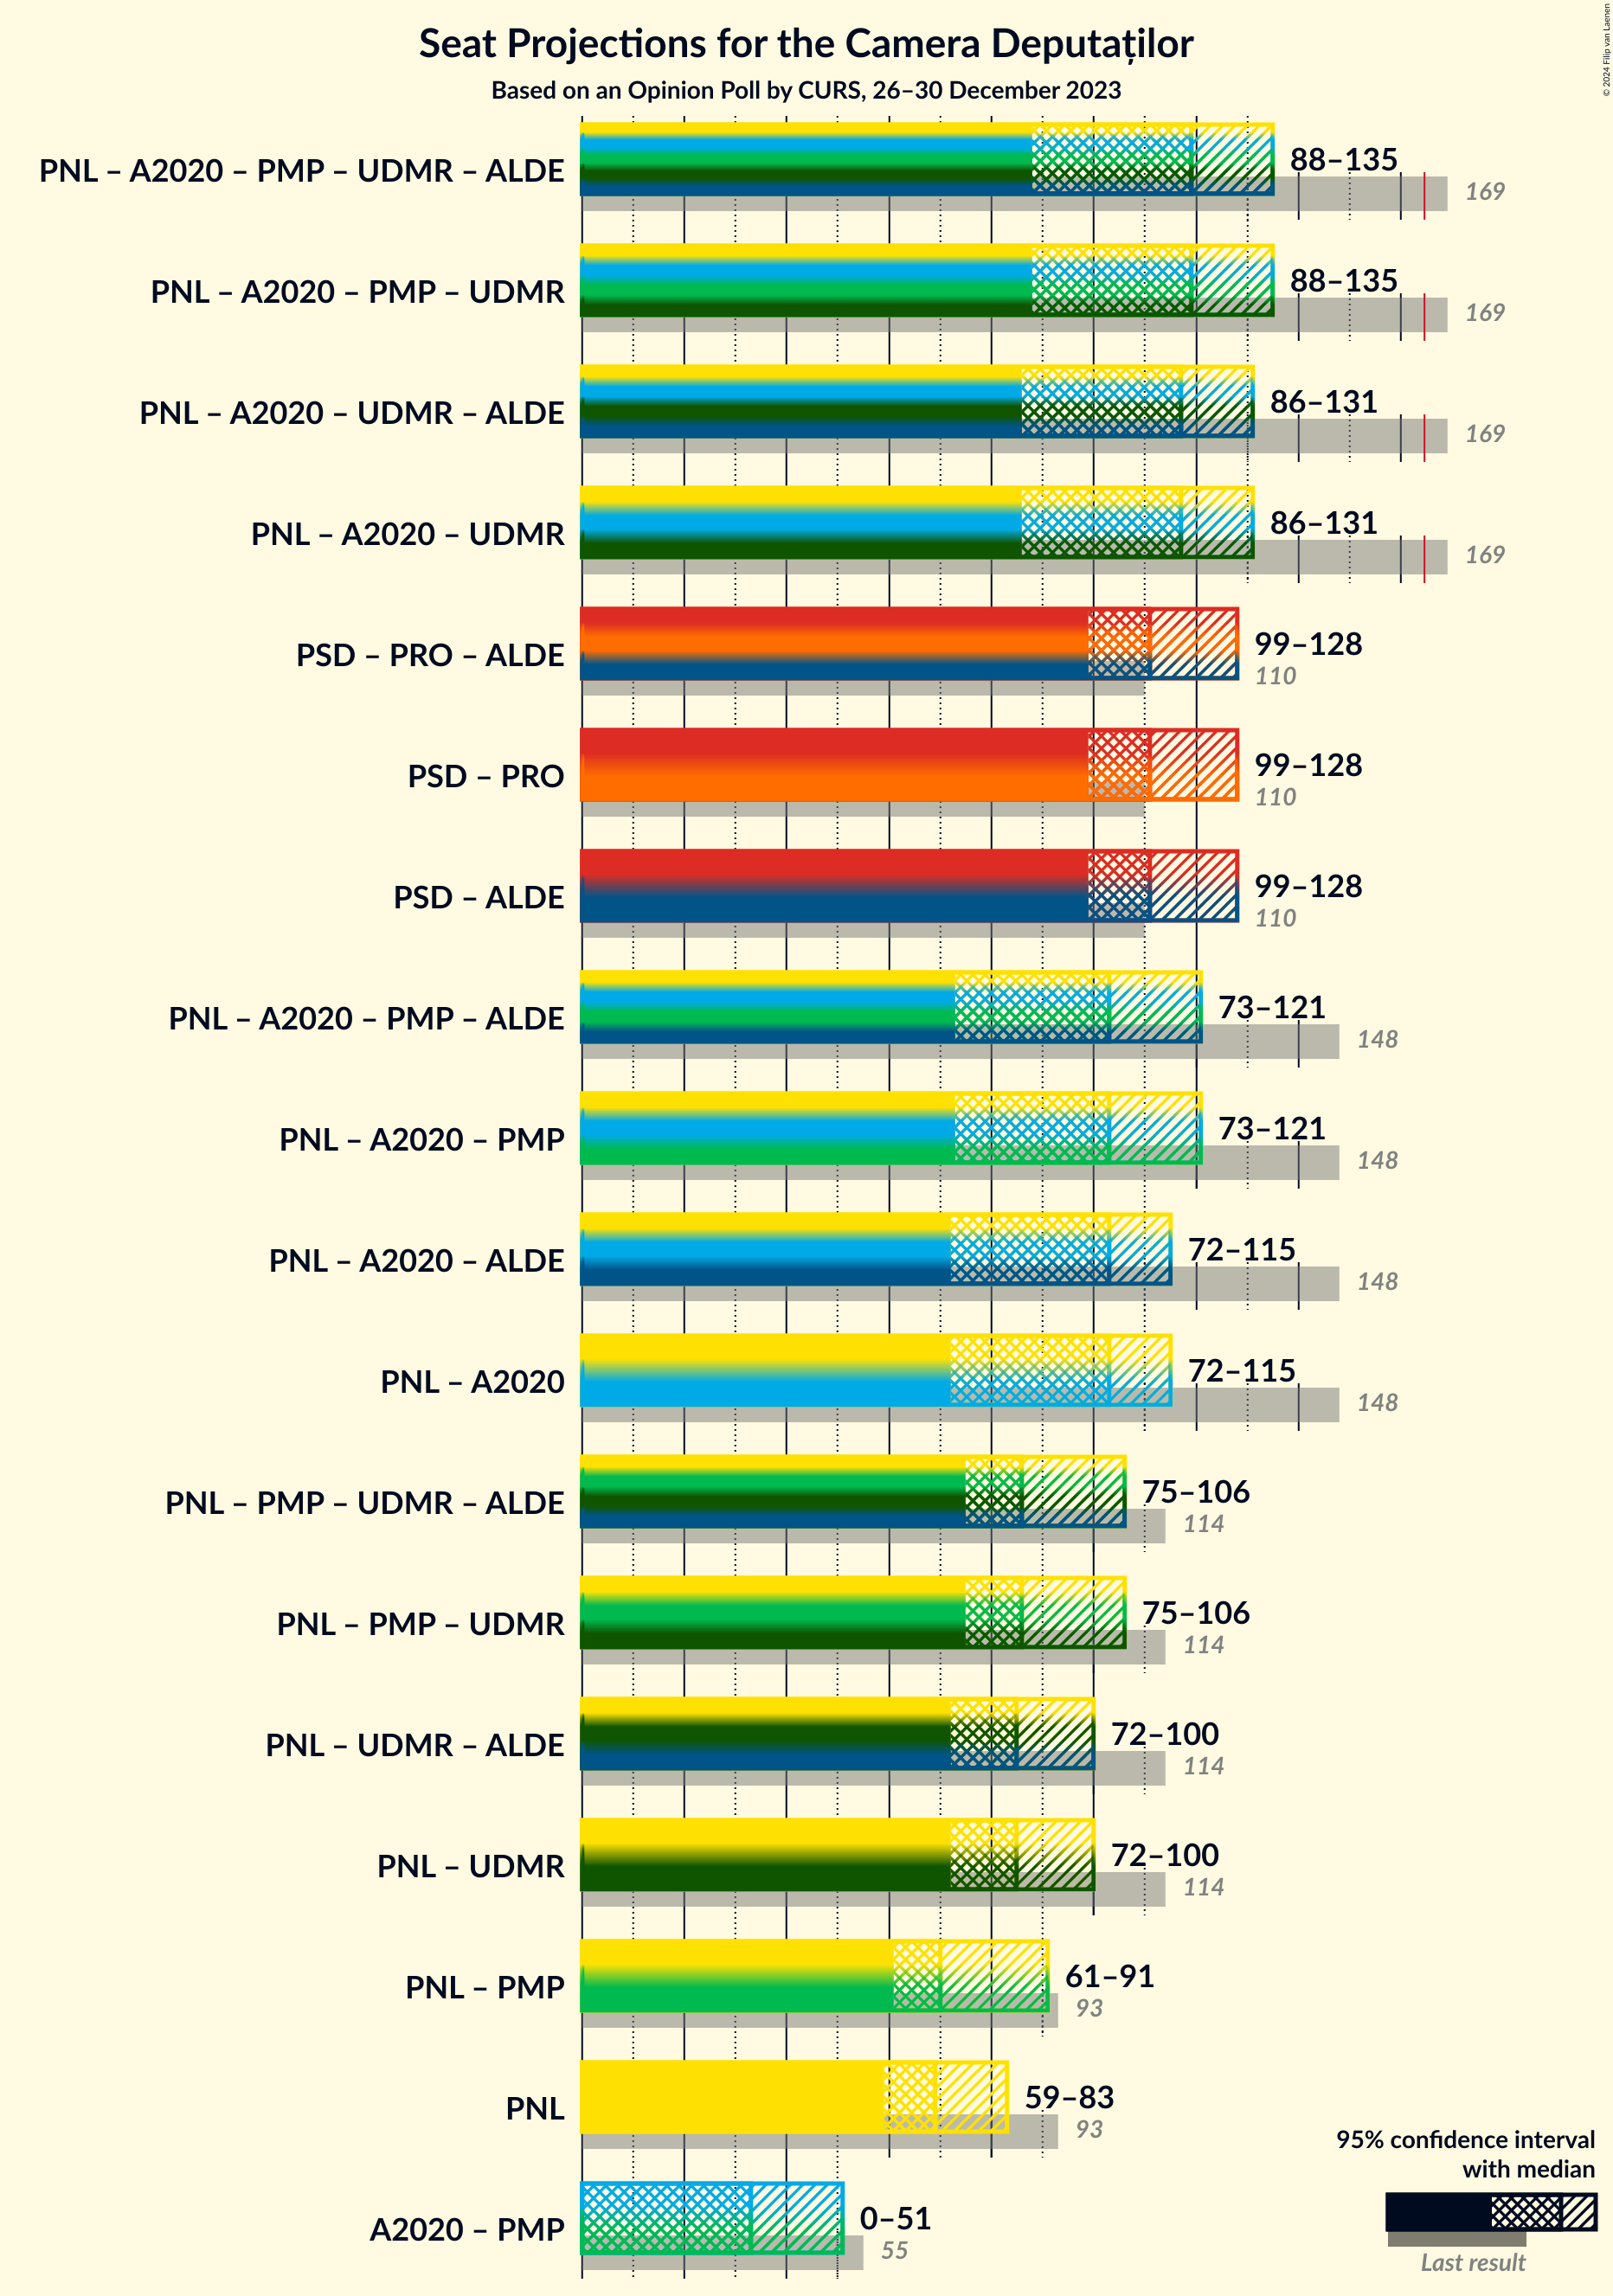 Seat Projections for the Camera Deputaților
Based on an Opinion Poll by CURS, 26–30 December 2023
© 2024 Filip van Laenen
PNL – A2020 – PMP – UDMR – ALDE
88–135
169
PNL – A2020 – PMP – UDMR
88–135
169
PNL – A2020 – UDMR – ALDE
86–131
169
PNL – A2020 – UDMR
86–131
169
PSD – PRO – ALDE
99–128
110
PSD – PRO
99–128
110
PSD – ALDE
99–128
110
PNL – A2020 – PMP – ALDE
73–121
148
PNL – A2020 – PMP
73–121
148
PNL – A2020 – ALDE
72–115
148
PNL – A2020
72–115
148
PNL – PMP – UDMR – ALDE
75–106
114
PNL – PMP – UDMR
75–106
114
PNL – UDMR – ALDE
72–100
114
PNL – UDMR
72–100
114
PNL – PMP
61–91
93
PNL
59–83
93
A2020 – PMP
0–51
55
95% confidence interval
with median
Last result